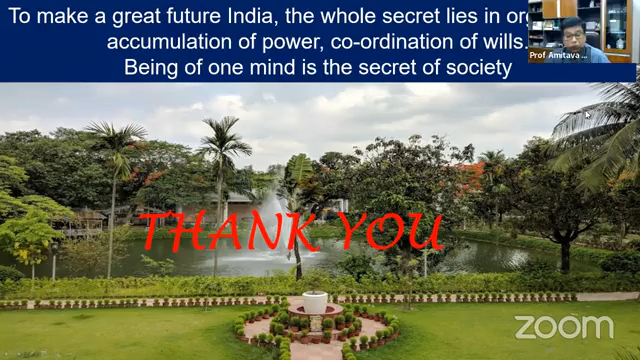 To make a great future India, the whole secret lies in
accumulation of power, co-ordination of wills.
Being of one mind is the secret of society
Prof Amitava ...
THANK YOU
zoom